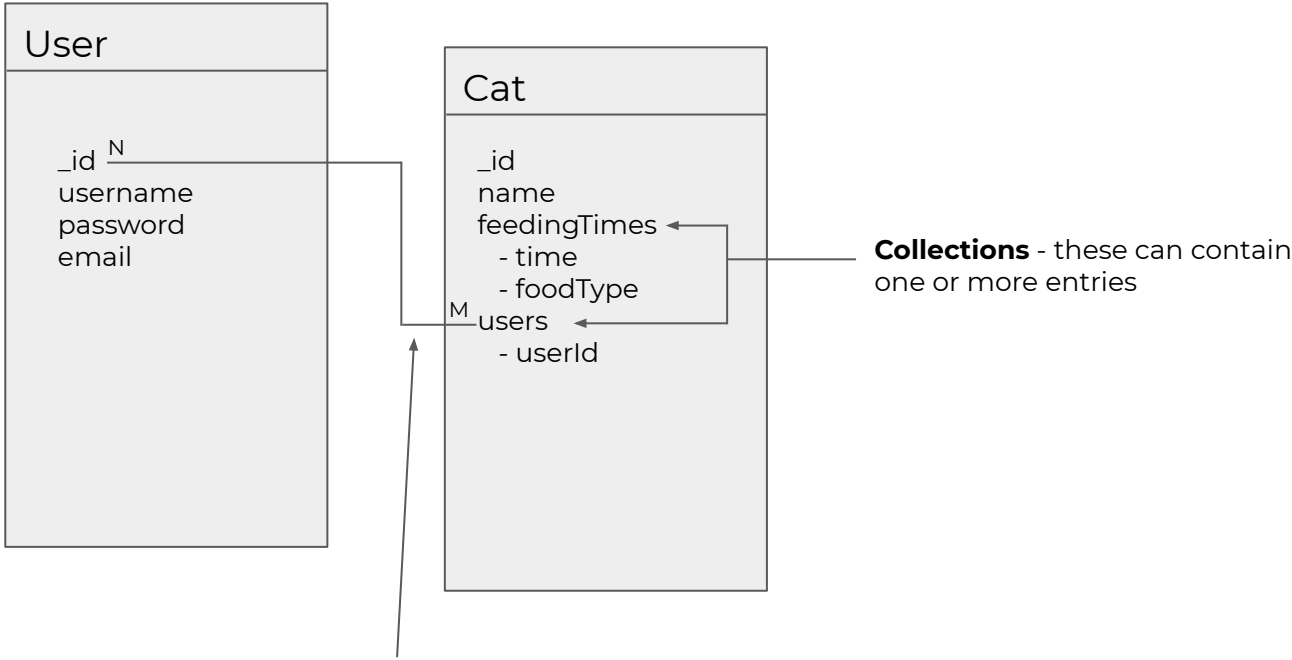 User
_id
N
username
password
email
Cat
_id
name
feedingTimes
- time
- foodType
M
users
- userId
Collections - these can contain
one or more entries